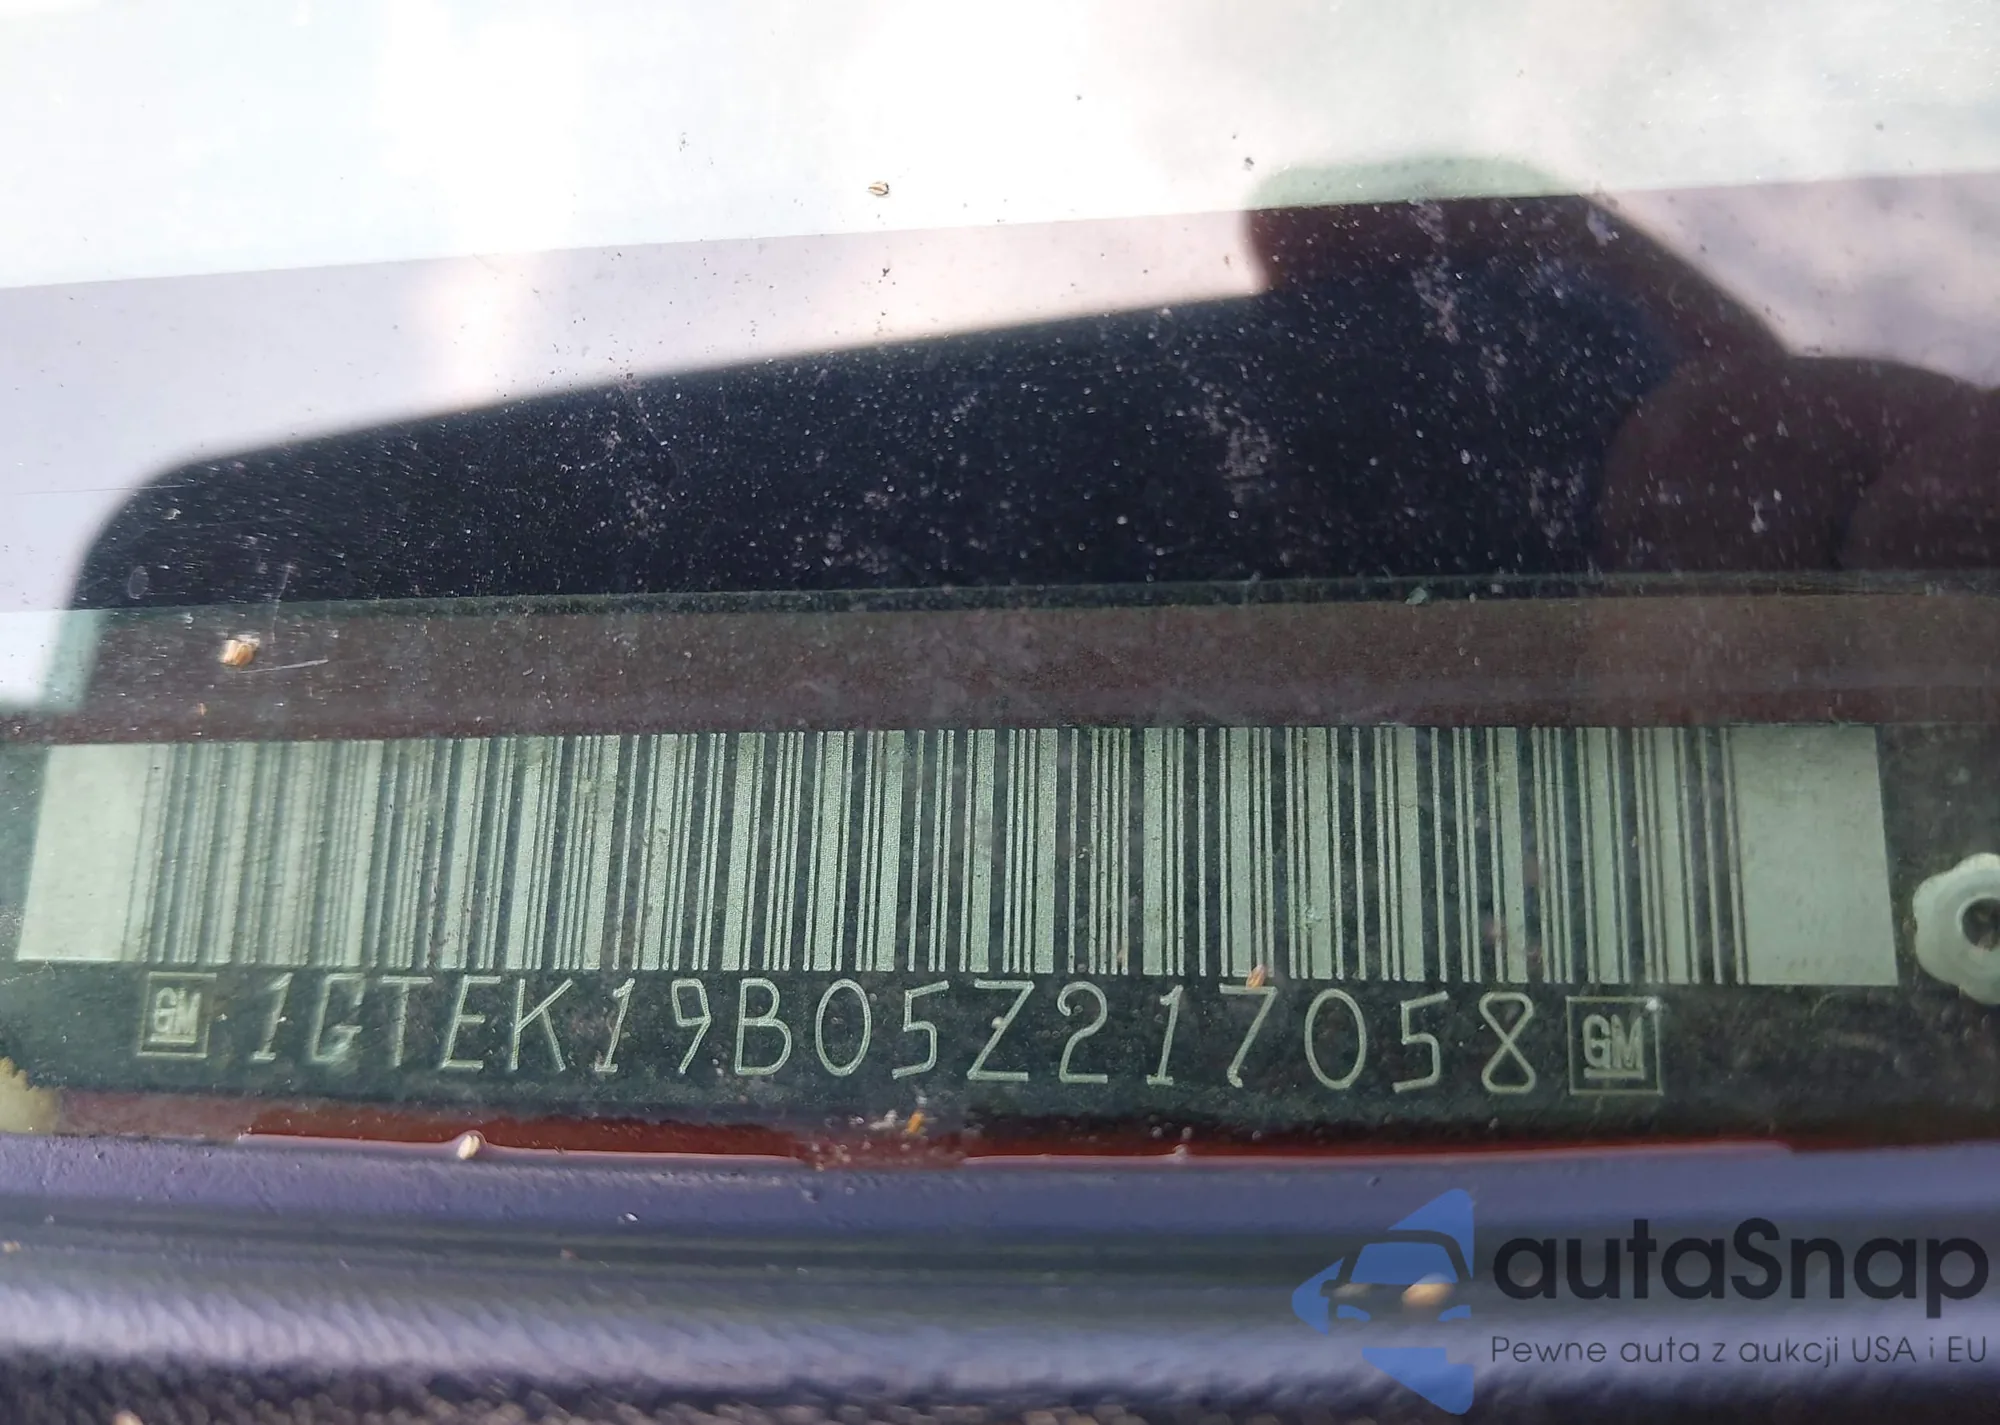 GM 1GTEK19B05Z217058 GM
autaSnap
Pewne auta z aukcji USA i EU